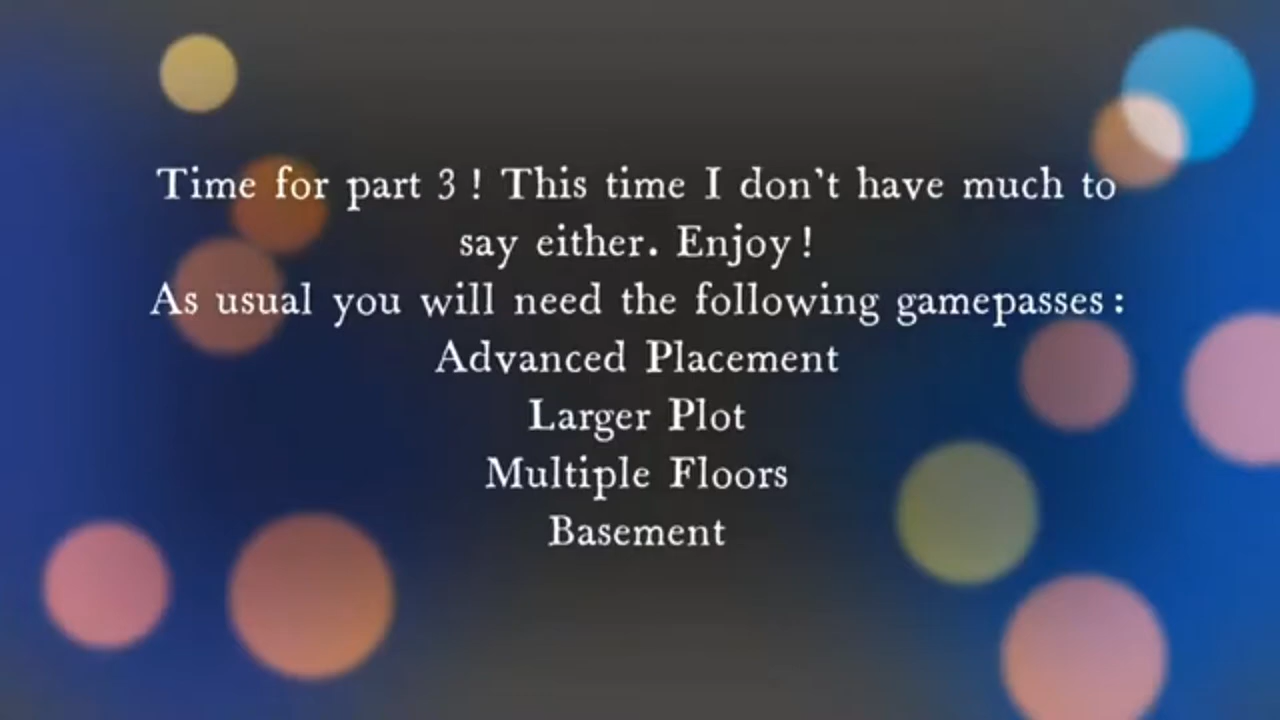 Time for part 3! This time I don't have much to
say either. Enjoy!
As usual you will need the following gamepasses:
Advanced Placement
Larger Plot
Multiple Floors
Basement